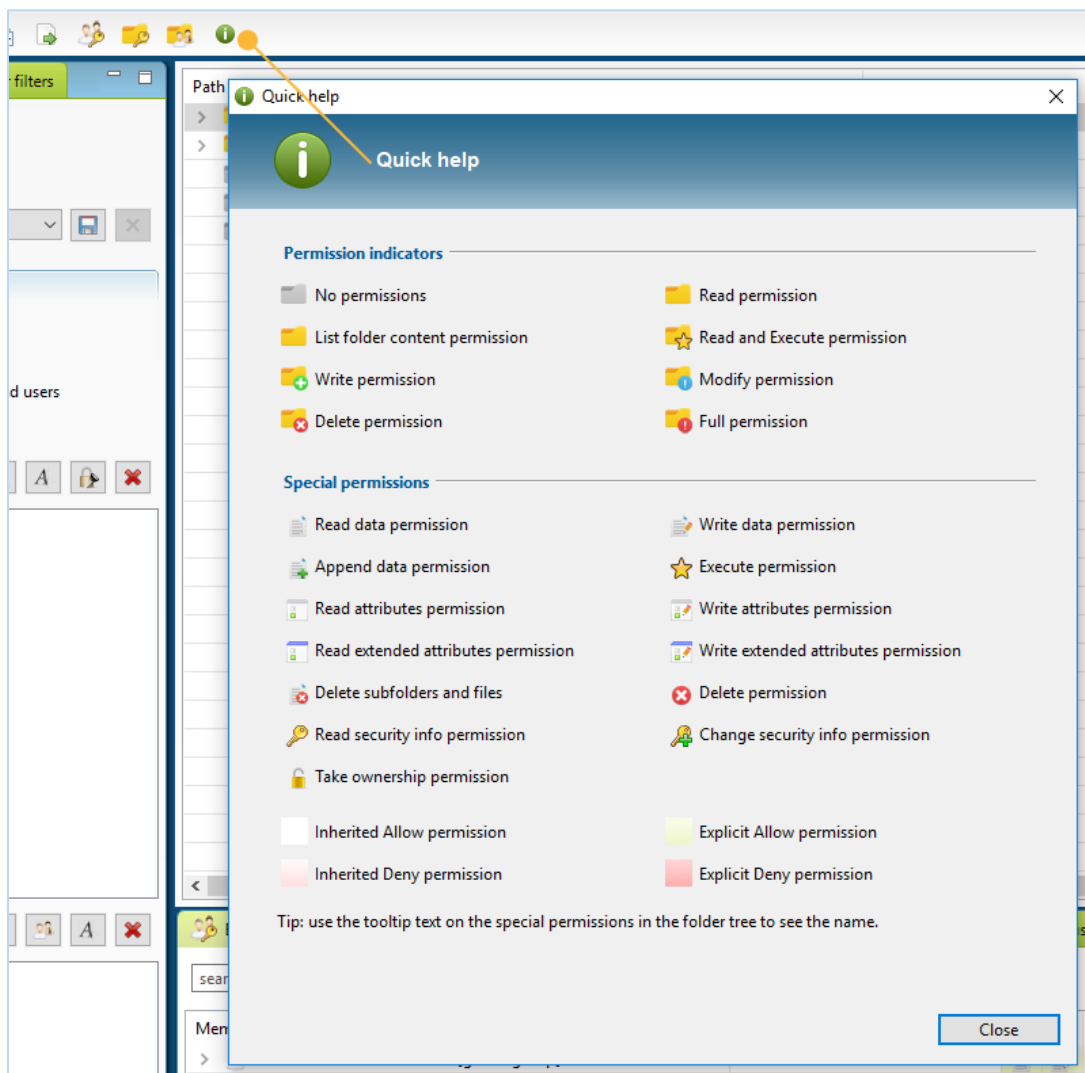 filters
Path
Quick help
Quick help
Permission indicators
No permissions
Read permission
List folder content permission
Read and Execute permission
Write permission
Modify permission
d users
Delete permission
Full permission
A
Special permissions
Read data permission
Write data permission
Append data permission
Execute permission
Read attributes permission
Write attributes permission
Read extended attributes permission
Write extended attributes permission
Delete subfolders and files
Delete permission
Read security info permission
Change security info permission
Take ownership permission
Inherited Allow permission
Explicit Allow permission
Inherited Deny permission
Explicit Deny permission
A
Tip: use the tooltip text on the special permissions in the folder tree to see the name.
sear
Mem
Close